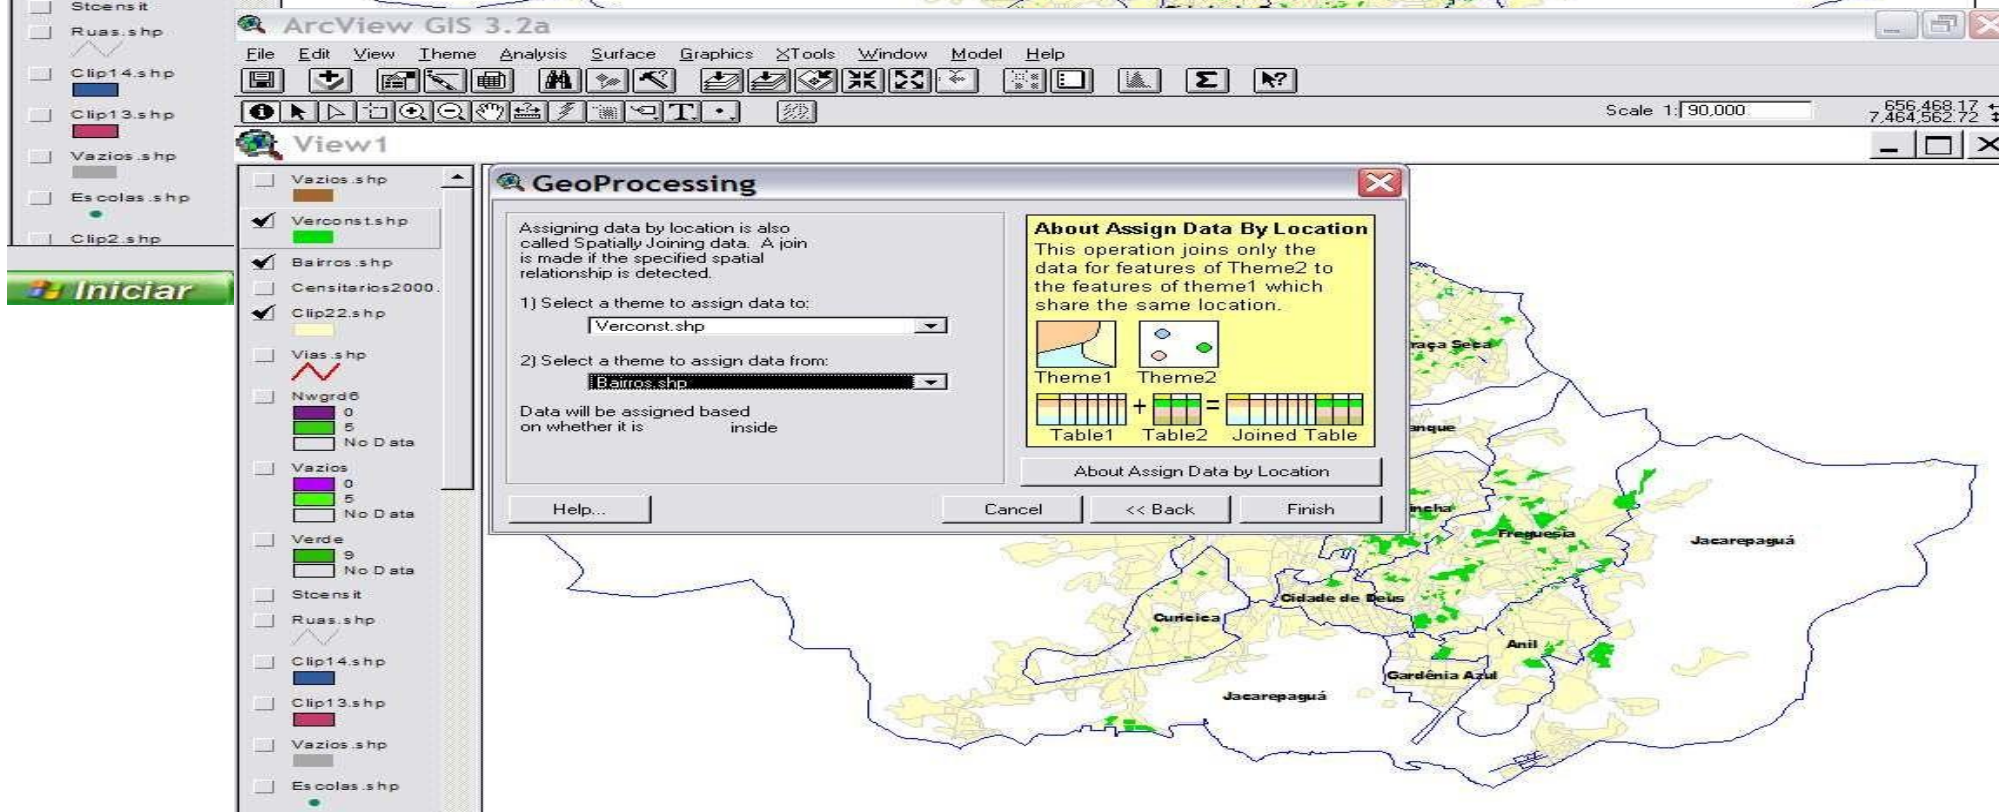 Stcensit
Ruas.shp
Clip14.shp
Clip13.shp
Vazios.shp
Escolas.shp
Clip2.shp
Iniciar
ArcView GIS 3.2a
File Edit View Theme Analysis Surface Graphics XTools Window Model Help
Scale 1: 90,000
656,468.17
7,464,562.72
View1
Vazios.shp
Verconst.shp
Bairros.shp
Censitarios2000.
Clip22.shp
Vias.shp
Nwgrd6
0
5
No Data
Vazios
0
5
No Data
Verde
9
No Data
Stcensit
Ruas.shp
Clip14.shp
Clip13.shp
Vazios.shp
Escolas.shp
GeoProcessing
Assigning data by location is also
called Spatially Joining data. A join
is made if the specified spatial
relationship is detected.
1) Select a theme to assign data to:
Verconst.shp
2) Select a theme to assign data from:
Bairros.shp
Data will be assigned based
on whether it is inside
About Assign Data By Location
This operation joins only the
data for features of Theme2 to
the features of theme1 which
share the same location.
Theme1 Theme2
+ =
Table1 Table2 Joined Table
About Assign Data by Location
Help... Cancel << Back Finish
raça Seca
anque
Freguesia
Jacarepaguá
Cidade de Deus
Curicica
Anil
Gardênia Azul
Jacarepaguá